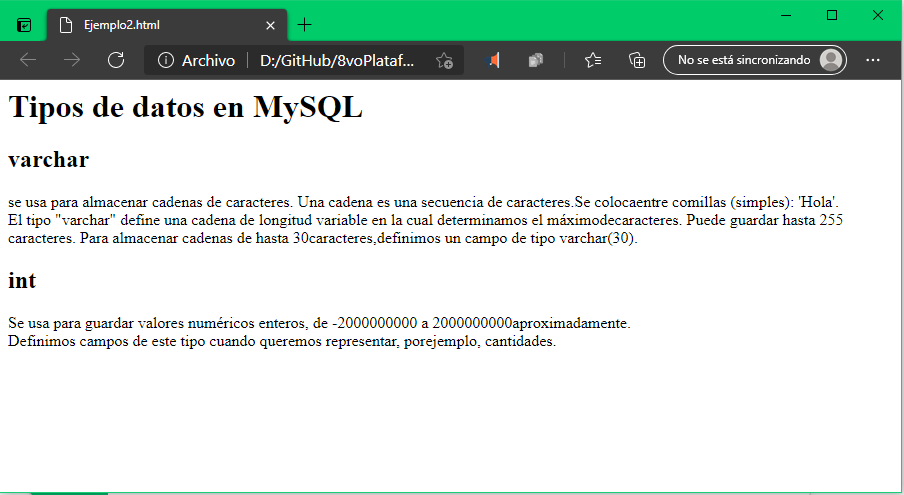 Ejemplo2.html
Archivo
D:/GitHub/8voPlataf...
No se está sincronizando
Tipos de datos en MySQL
varchar
se usa para almacenar cadenas de caracteres. Una cadena es una secuencia de caracteres.Se colocaentre comillas (simples): 'Hola'.
El tipo "varchar" define una cadena de longitud variable en la cual determinamos el máximodecaracteres. Puede guardar hasta 255
caracteres. Para almacenar cadenas de hasta 30caracteres,definimos un campo de tipo varchar(30).
int
Se usa para guardar valores numéricos enteros, de -2000000000 a 2000000000aproximadamente.
Definimos campos de este tipo cuando queremos representar, porejemplo, cantidades.